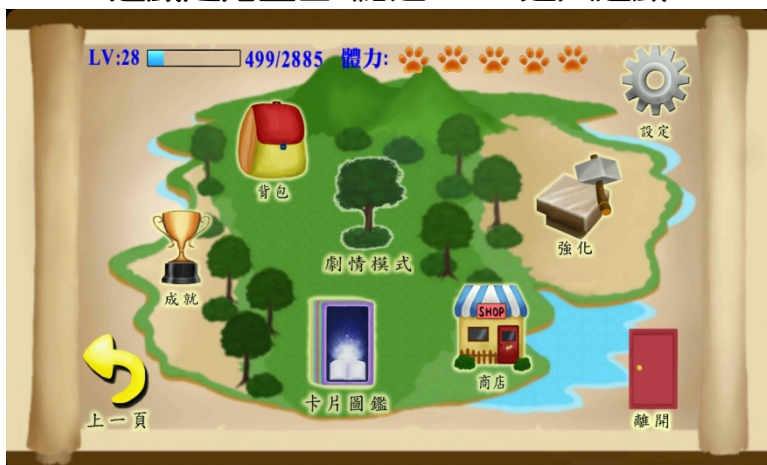 LV:28 499/2885 體力:
設定
背包
強化
劇情模式
成就
SHOP
商店
卡片圖鑑
上一頁
離開